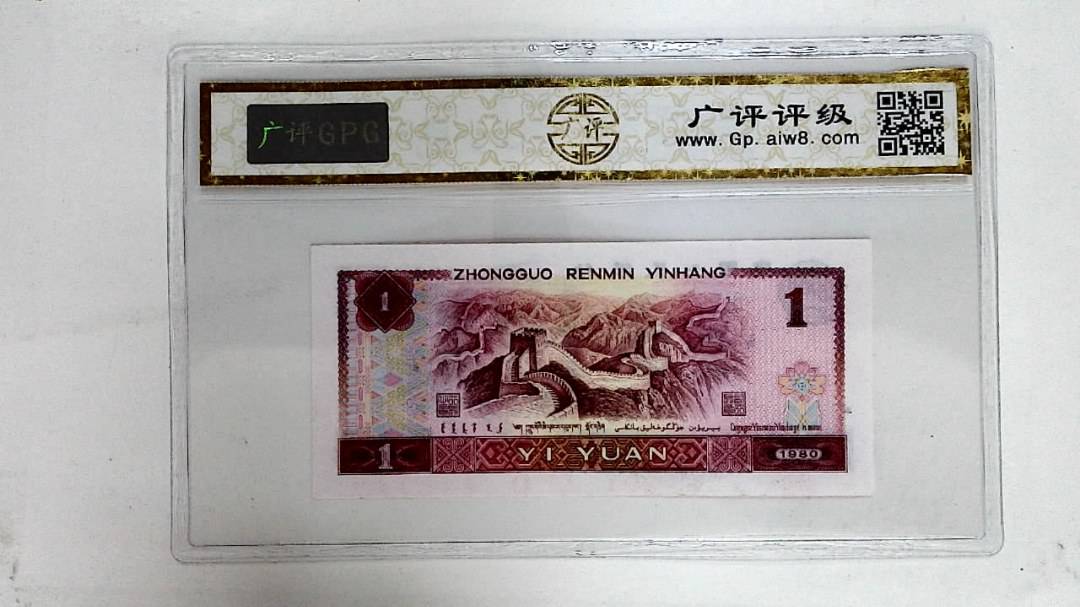 广评GPG
广评
广评评级
www. Gp. aiw8. com
ZHONGGUO RENMIN YINHANG
1
1
1 YI YUAN 1980